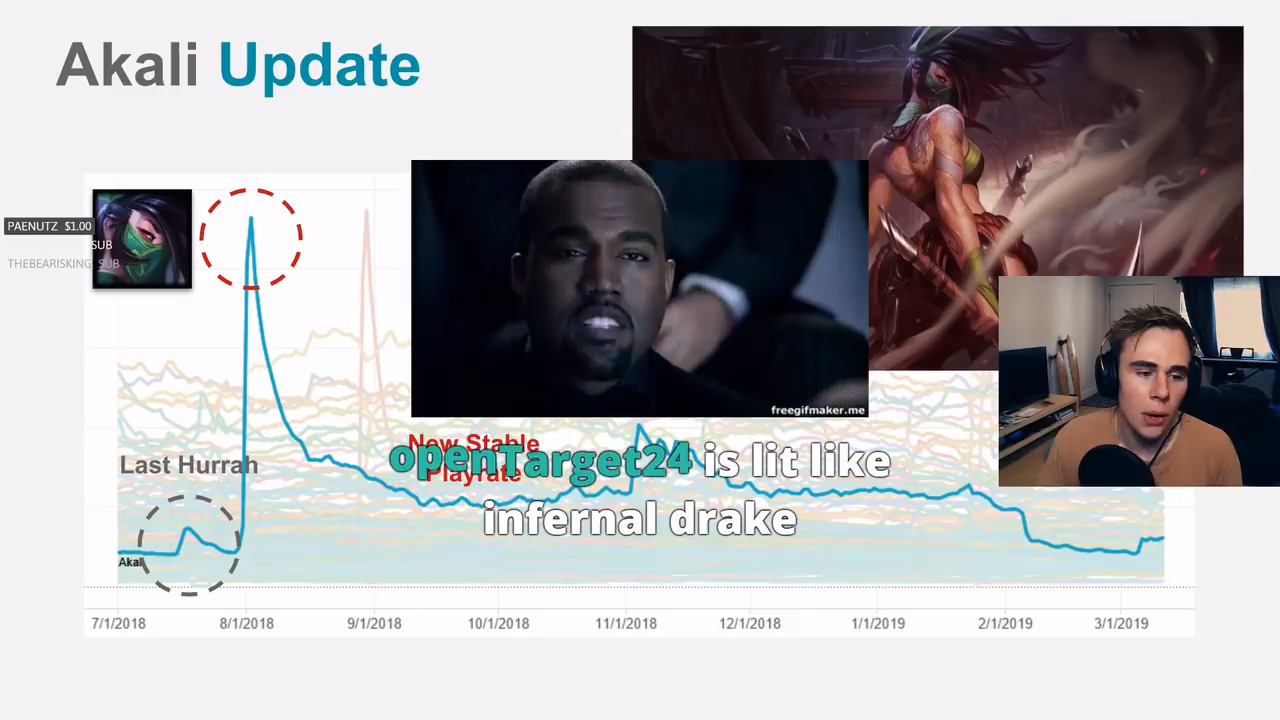 Akali Update
PAENUTZ $1.00
SUB
THEBEARISKING SUB
freegifmaker.me
New Stable
Playrate
openTarget24 is lit like
infernal drake
Last Hurrah
Akali
7/1/2018 8/1/2018 9/1/2018 10/1/2018 11/1/2018 12/1/2018 1/1/2019 2/1/2019 3/1/2019